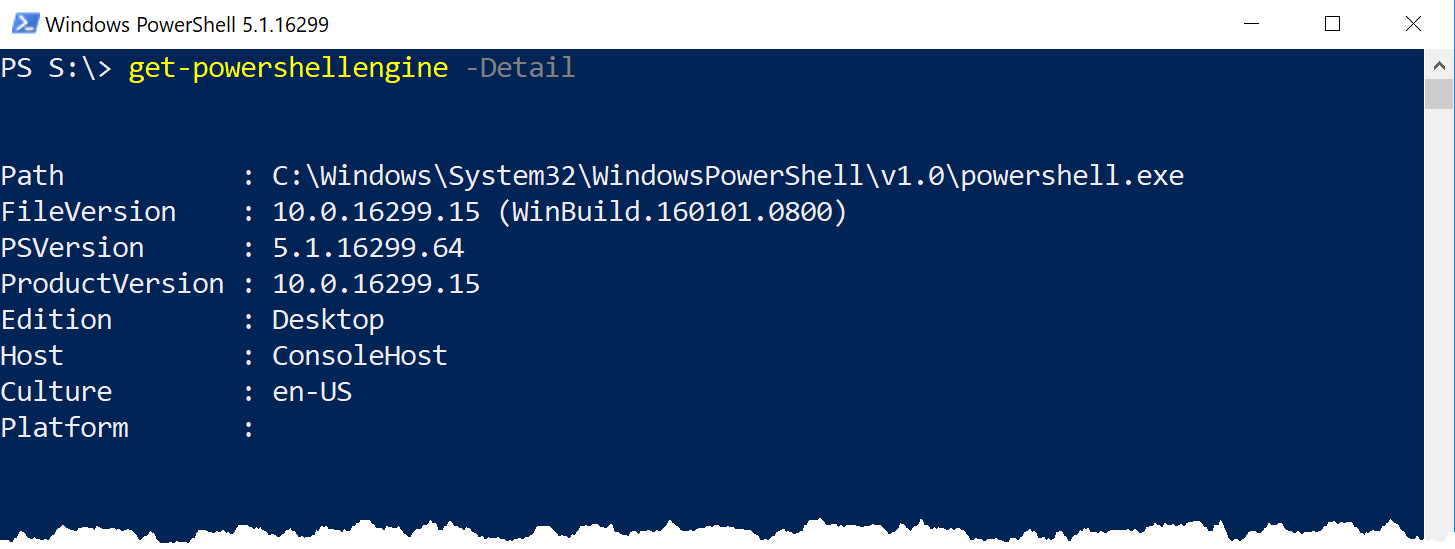 Windows PowerShell 5.1.16299
PS S:\> get-powershellengine -Detail
Path           : C:\Windows\System32\WindowsPowerShell\v1.0\powershell.exe
FileVersion    : 10.0.16299.15 (WinBuild.160101.0800)
PSVersion      : 5.1.16299.64
ProductVersion : 10.0.16299.15
Edition        : Desktop
Host           : ConsoleHost
Culture        : en-US
Platform       :